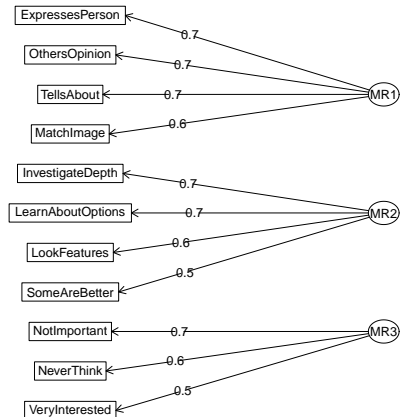 ExpressesPerson
0.7
OthersOpinion
0.7
TellsAbout
0.7
MR1
MatchImage
0.6
InvestigateDepth
0.7
LearnAboutOptions
0.7
MR2
LookFeatures
0.6
SomeAreBetter
0.5
NotImportant
0.7
MR3
NeverThink
0.6
VeryInterested
0.5